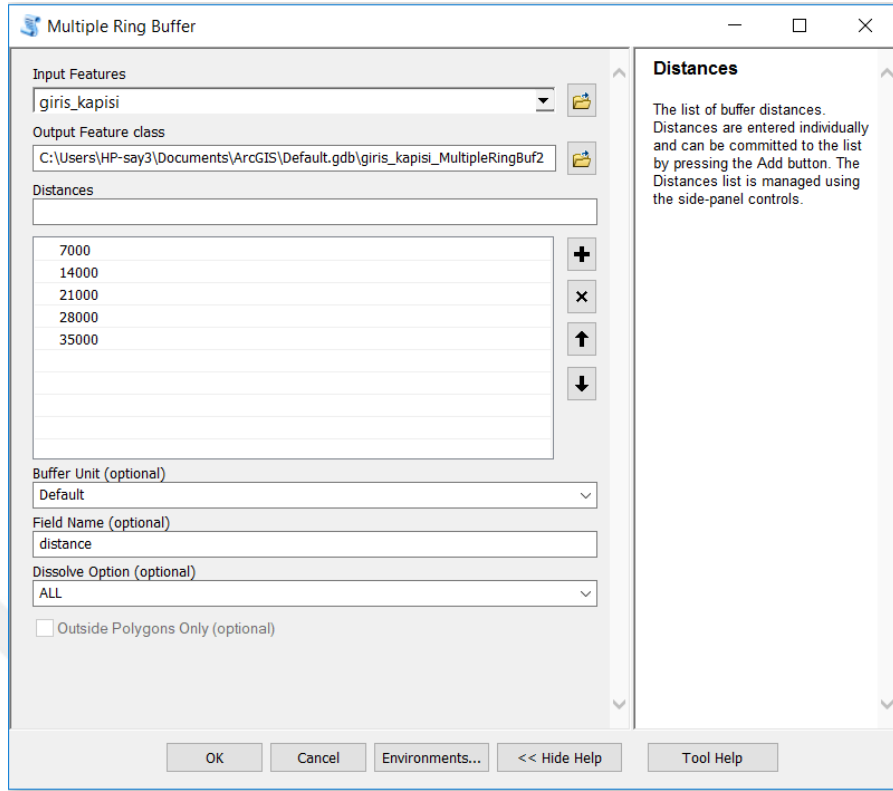 Multiple Ring Buffer
Input Features
giris_kapisi
Output Feature class
C:\Users\HP-say3\Documents\ArcGIS\Default.gdb\giris_kapisi_MultipleRingBuf2
Distances
7000
14000
21000
28000
35000
Buffer Unit (optional)
Default
Field Name (optional)
distance
Dissolve Option (optional)
ALL
Outside Polygons Only (optional)
Distances
The list of buffer distances.
Distances are entered individually
and can be committed to the list
by pressing the Add button. The
Distances list is managed using
the side-panel controls.
OK
Cancel
Environments...
<< Hide Help
Tool Help